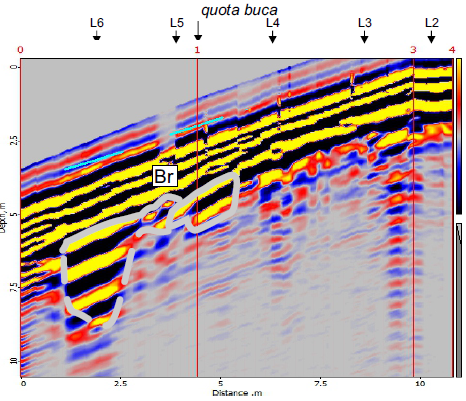 quota buca
L6 L5 L4 L3 L2
0 1 3 4
0
2.5
Br
5
Depth, m
7.5
10
0 2.5 5 7.5 10
Distance ,m